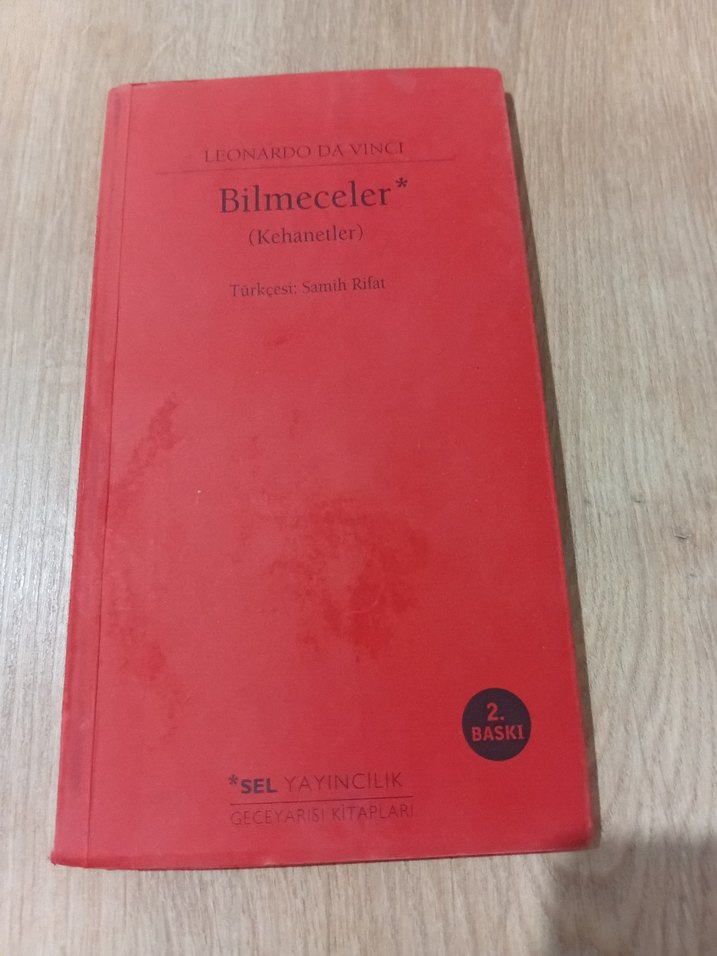 LEONARDO DA VINCI
Bilmeceler*
(Kehanetler)
Türkçesi: Samih Rifat
2.
BASKI
*SEL YAYINCILIK
GECEYARISI KİTAPLARI